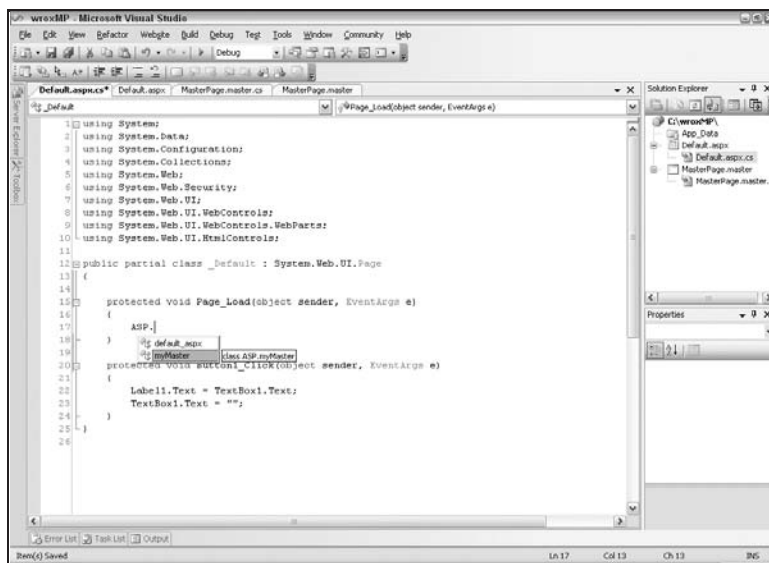 wroxMP - Microsoft Visual Studio
File Edit View Refactor Website Build Debug Test Tools Window Community Help
Debug
Default.aspx.cs* Default.aspx MasterPage.master.cs MasterPage.master
_Default Page_Load(object sender, EventArgs e)
Server Explorer
Toolbox
1 using System;
2 using System.Data;
3 using System.Configuration;
4 using System.Collections;
5 using System.Web;
6 using System.Web.Security;
7 using System.Web.UI;
8 using System.Web.UI.WebControls;
9 using System.Web.UI.WebControls.WebParts;
10 using System.Web.UI.HtmlControls;
11
12 public partial class _Default : System.Web.UI.Page
13 {
14
15 protected void Page_Load(object sender, EventArgs e)
16 {
17 ASP.
18 }
default_aspx
19
myMaster class ASP.myMaster
20 protected void Button1_Click(object sender, EventArgs e)
21 {
22 Label1.Text = TextBox1.Text;
23 TextBox1.Text = "";
24 }
25 }
26
Solution Explorer
C:\wroxMP\
App_Data
Default.aspx
Default.aspx.cs
MasterPage.master
MasterPage.master.
Properties
Error List Task List Output
Item(s) Saved Ln 17 Col 13 Ch 13 INS